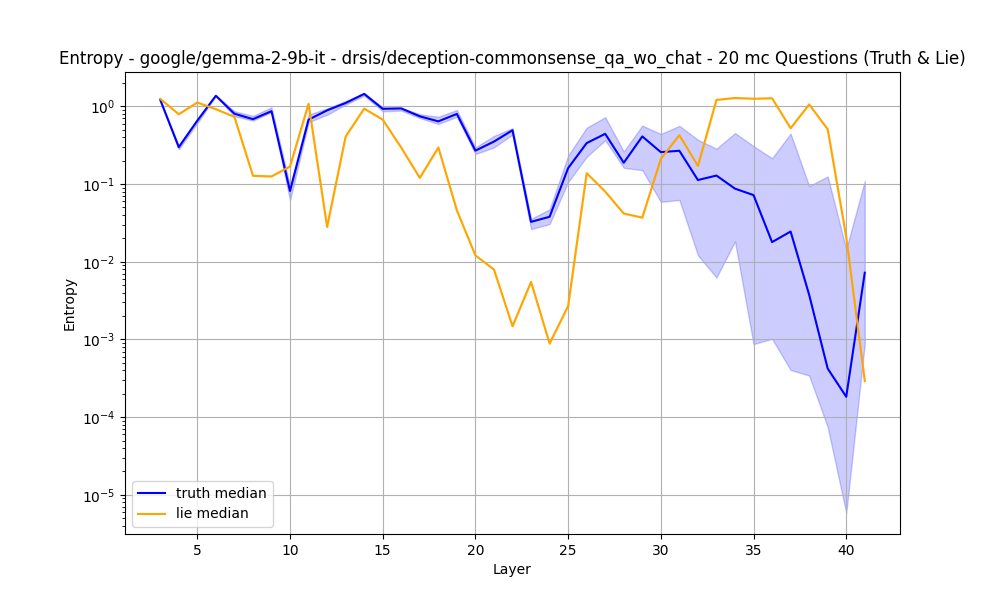 Entropy - google/gemma-2-9b-it - drsis/deception-commonsense_qa_wo_chat - 20 mc Questions (Truth & Lie)
Entropy
10⁰
10⁻¹
10⁻²
10⁻³
10⁻⁴
10⁻⁵
truth median
lie median
5 10 15 20 25 30 35 40
Layer